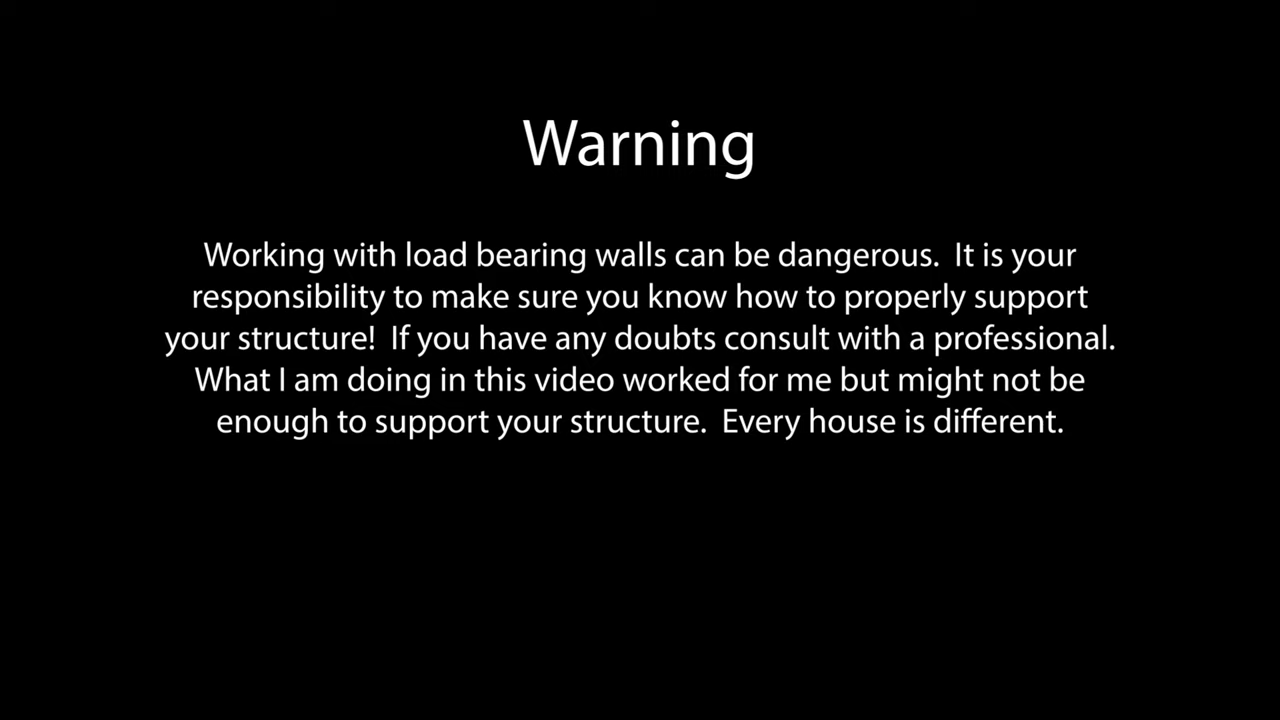 Warning
Working with load bearing walls can be dangerous.  It is your
responsibility to make sure you know how to properly support
your structure!  If you have any doubts consult with a professional.
What I am doing in this video worked for me but might not be
enough to support your structure.  Every house is different.